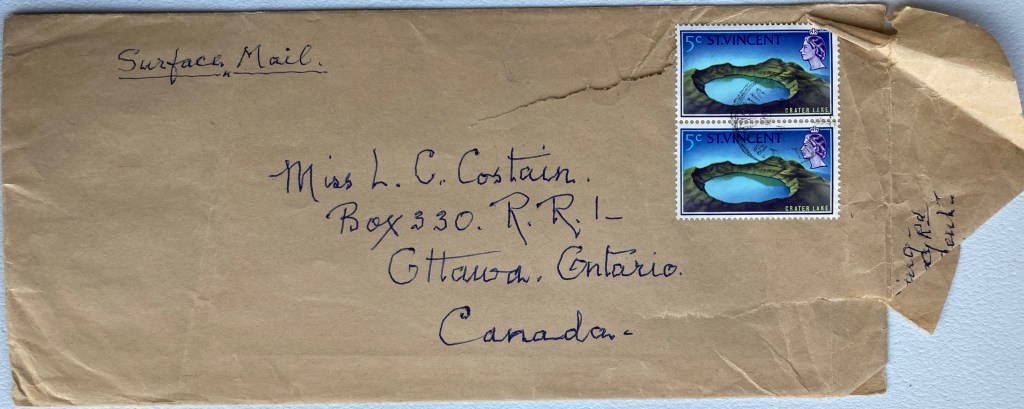 Surface Mail.
5c ST. VINCENT
CRATER LAKE
5c ST. VINCENT
CRATER LAKE
Miss L. C. Costain.
Box 330. R. R. 1-
Ottawa. Ontario.
Canada-